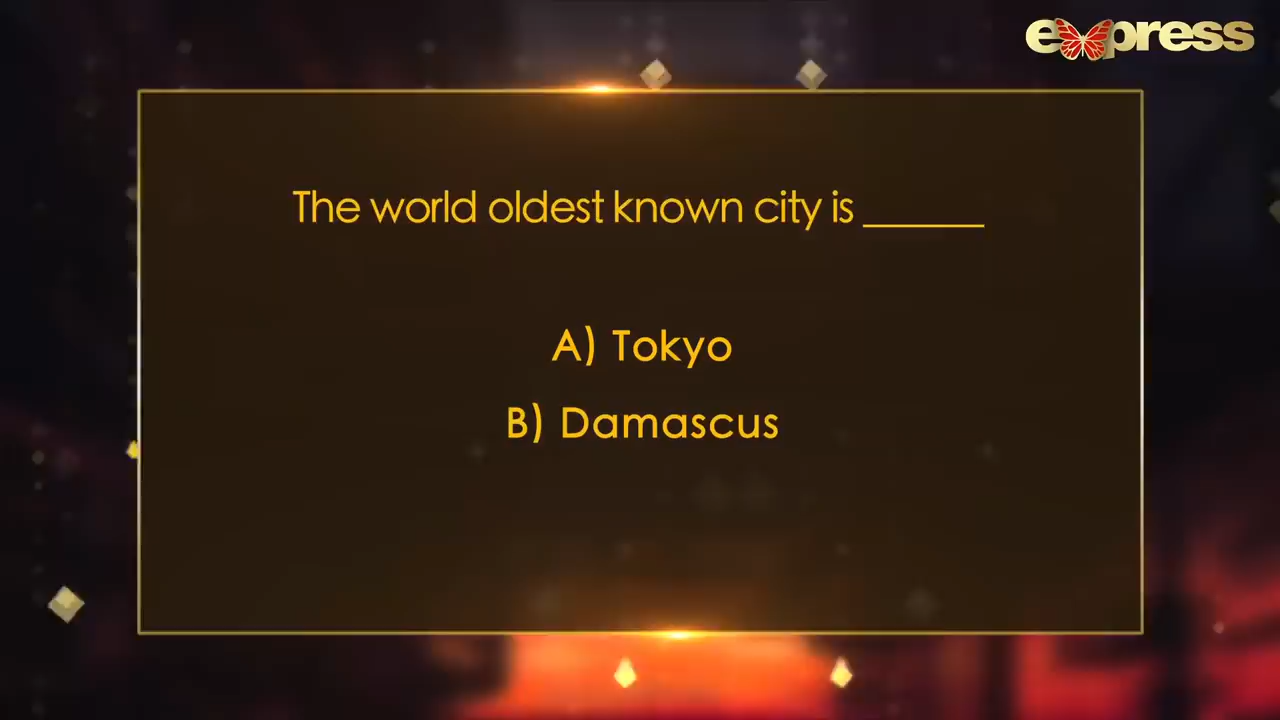 express
The world oldest known city is ______
A) Tokyo
B) Damascus